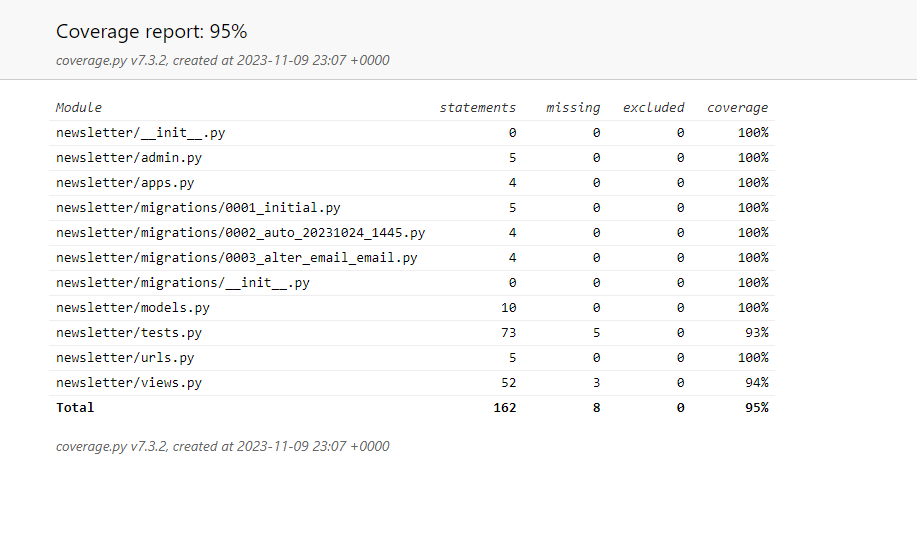 Coverage report: 95%
coverage.py v7.3.2, created at 2023-11-09 23:07 +0000
Module statements missing excluded coverage
newsletter/__init__.py 0 0 0 100%
newsletter/admin.py 5 0 0 100%
newsletter/apps.py 4 0 0 100%
newsletter/migrations/0001_initial.py 5 0 0 100%
newsletter/migrations/0002_auto_20231024_1445.py 4 0 0 100%
newsletter/migrations/0003_alter_email_email.py 4 0 0 100%
newsletter/migrations/__init__.py 0 0 0 100%
newsletter/models.py 10 0 0 100%
newsletter/tests.py 73 5 0 93%
newsletter/urls.py 5 0 0 100%
newsletter/views.py 52 3 0 94%
Total 162 8 0 95%
coverage.py v7.3.2, created at 2023-11-09 23:07 +0000